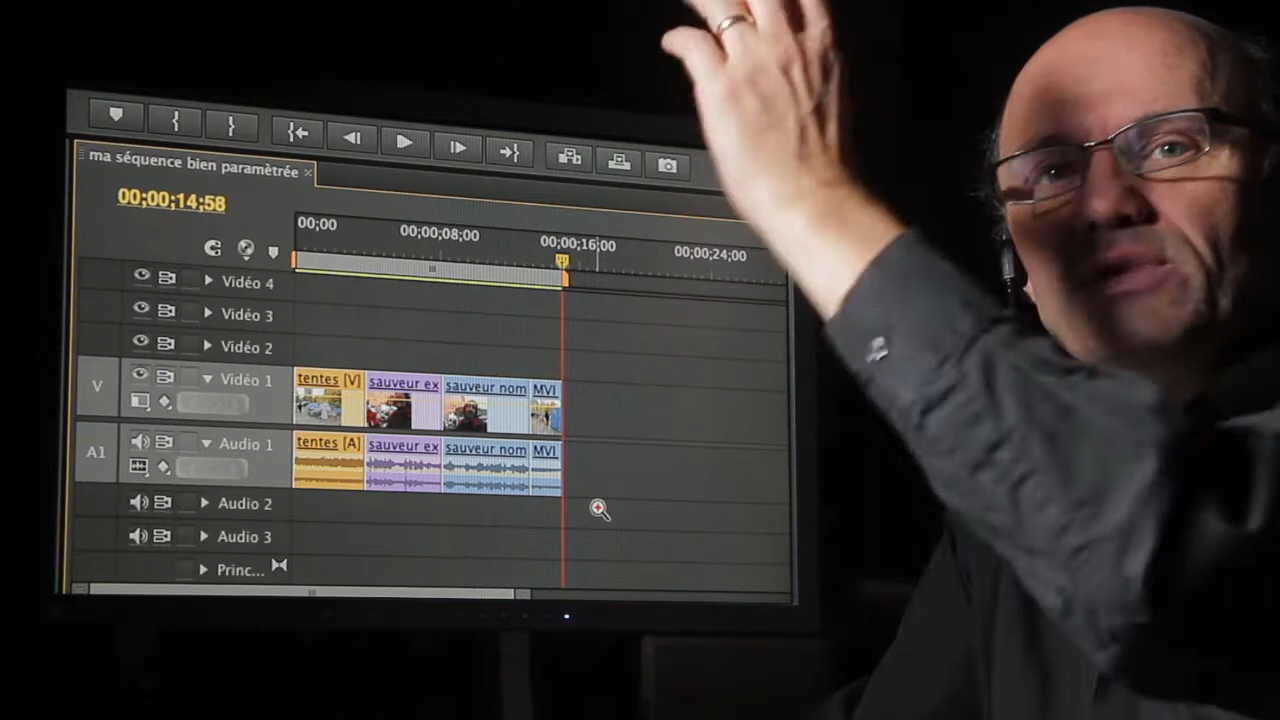 ma séquence bien paramètrée ×
00;00;14;58
00;00 00;00;08;00 00;00;16;00 00;00;24;00
Vidéo 4
Vidéo 3
Vidéo 2
V Vidéo 1
tentes [V] sauveur ex sauveur nom MVI
A1 Audio 1
tentes [A] sauveur ex sauveur nom MVI
Audio 2
Audio 3
Princ...